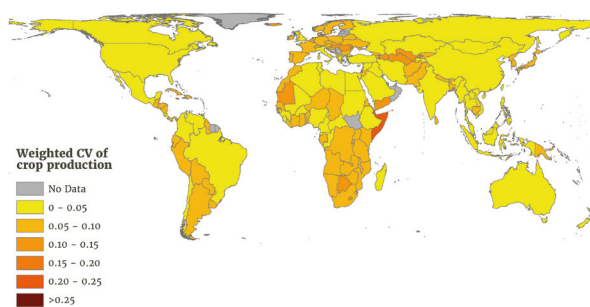 Weighted CV of
crop production
No Data
0 – 0.05
0.05 – 0.10
0.10 – 0.15
0.15 – 0.20
0.20 – 0.25
>0.25